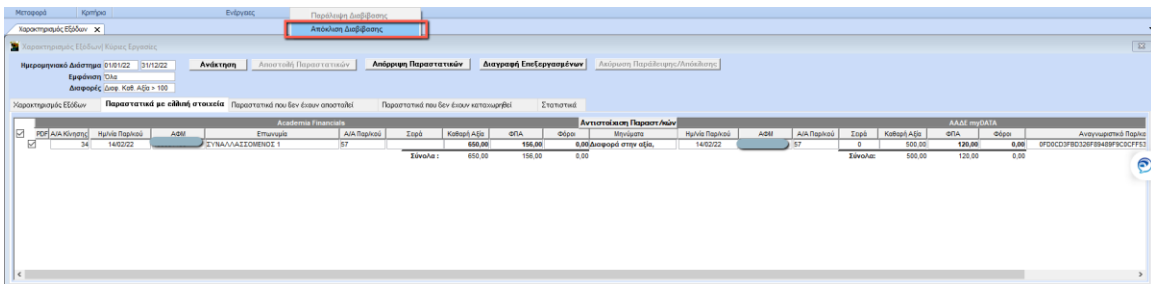 Μεταφορά Κριτήριο Ενέργειες Παράλειψη Διαβίβασης
Απόκλιση Διαβίβασης
Χαρακτηρισμός Εξόδων X
Χαρακτηρισμός Εξόδων\ Κύριες Εργασίες
Ημερομηνιακό Διάστημα 01/01/22 31/12/22 Ανάκτηση Αποστολή Παραστατικών Απόρριψη Παραστατικών Διαγραφή Επεξεργασμένων Ακύρωση Παράλειψης/Απόκλισης
Εμφάνιση Όλα
Διαφορές Διαφ. Καθ. Αξία > 100
Χαρακτηρισμός Εξόδων Παραστατικά με ελλιπή στοιχεία Παραστατικά που δεν έχουν αποσταλεί Παραστατικά που δεν έχουν καταχωρηθεί Στατιστικά
Academia Financials Αντιστοίχιση Παραστ/κών ΑΑΔΕ myDATA
PDF Α/Α Κίνησης Ημ/νία Παρ/κού ΑΦΜ Επωνυμία Α/Α Παρ/κού Σειρά Καθαρή Αξία ΦΠΑ Φόροι Μηνύματα Ημ/νία Παρ/κού ΑΦΜ Α/Α Παρ/κού Σειρά Καθαρή Αξία ΦΠΑ Φόροι Αναγνωριστικό Παρ/κο
34 14/02/22 ΣΥΝΑΛΛΑΣΣΟΜΕΝΟΣ 1 57 650,00 156,00 0,00 Διαφορά στην αξία, 14/02/22 57 0 500,00 120,00 0,00 0FD0CD3FBD326F89489F9C0CFF53
Σύνολα : 650,00 156,00 0,00 Σύνολα: 500,00 120,00 0,00